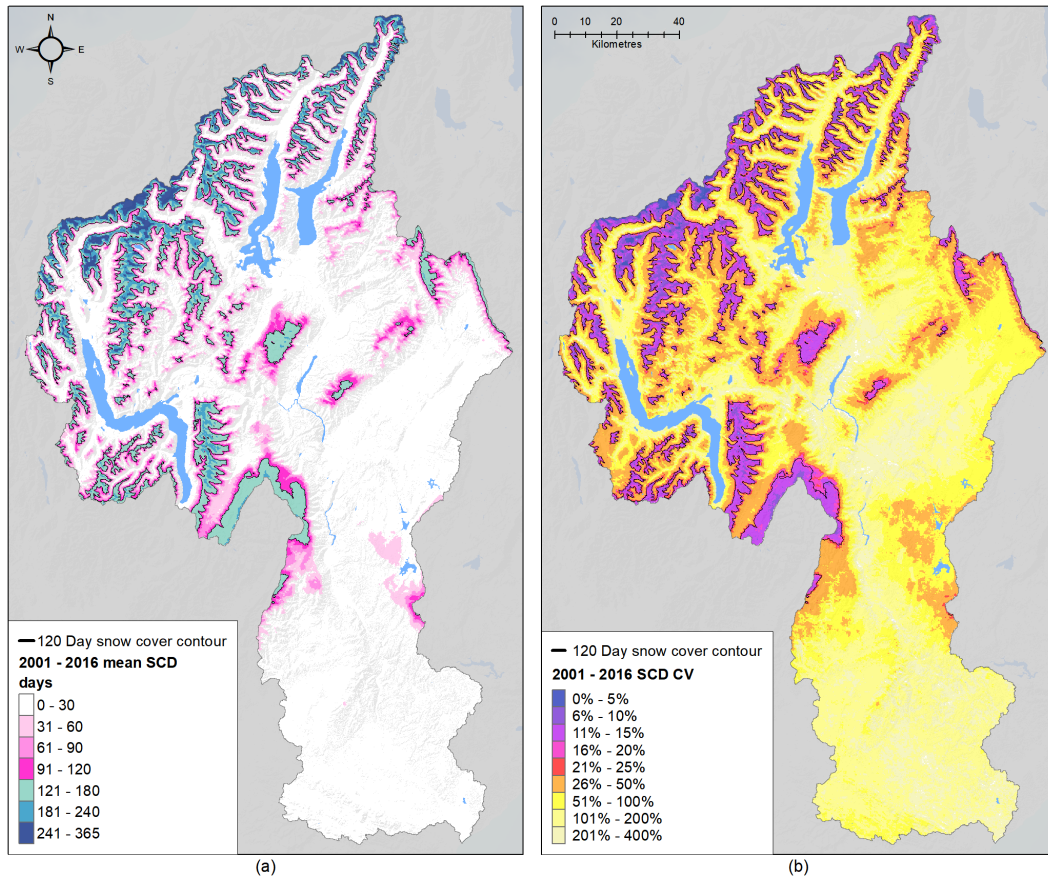 N
W E
S
120 Day snow cover contour
2001 - 2016 mean SCD
days
0 - 30
31 - 60
61 - 90
91 - 120
121 - 180
181 - 240
241 - 365
(a)
0 20 40
Kilometres
120 Day snow cover contour
2001 - 2016 SCD CV
0% - 5%
6% - 10%
11% - 15%
16% - 20%
21% - 25%
26% - 50%
51% - 100%
101% - 200%
201% - 400%
(b)